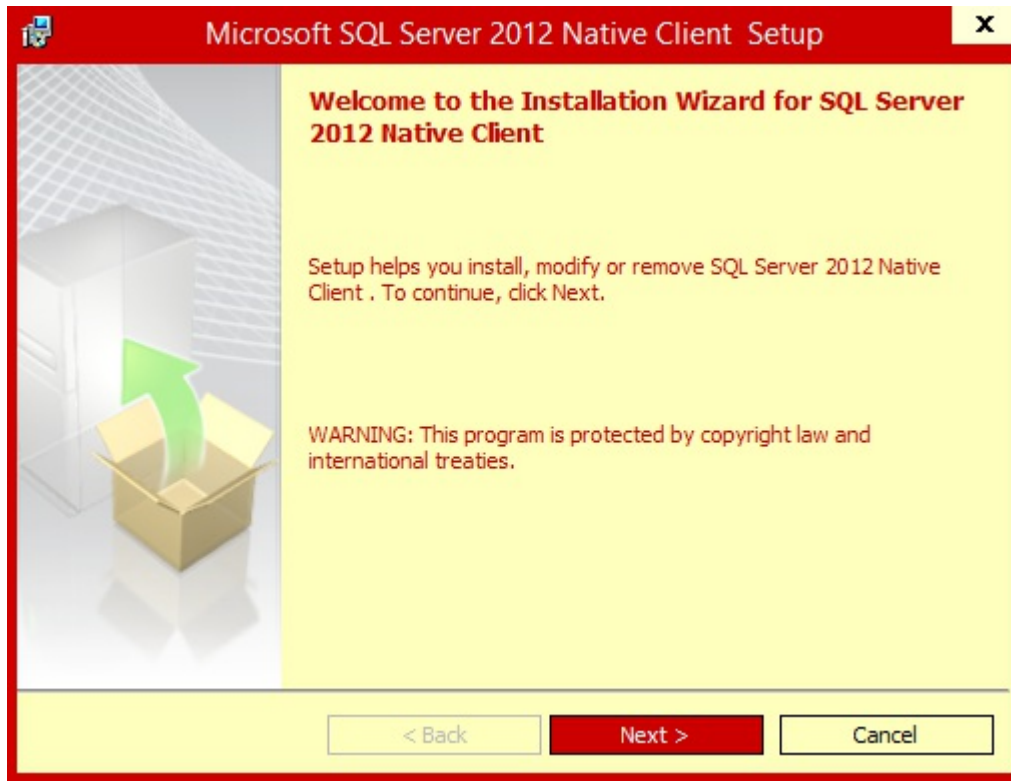 Microsoft SQL Server 2012 Native Client  Setup
x
Welcome to the Installation Wizard for SQL Server
2012 Native Client
Setup helps you install, modify or remove SQL Server 2012 Native
Client . To continue, click Next.
WARNING: This program is protected by copyright law and
international treaties.
< Back
Next >
Cancel